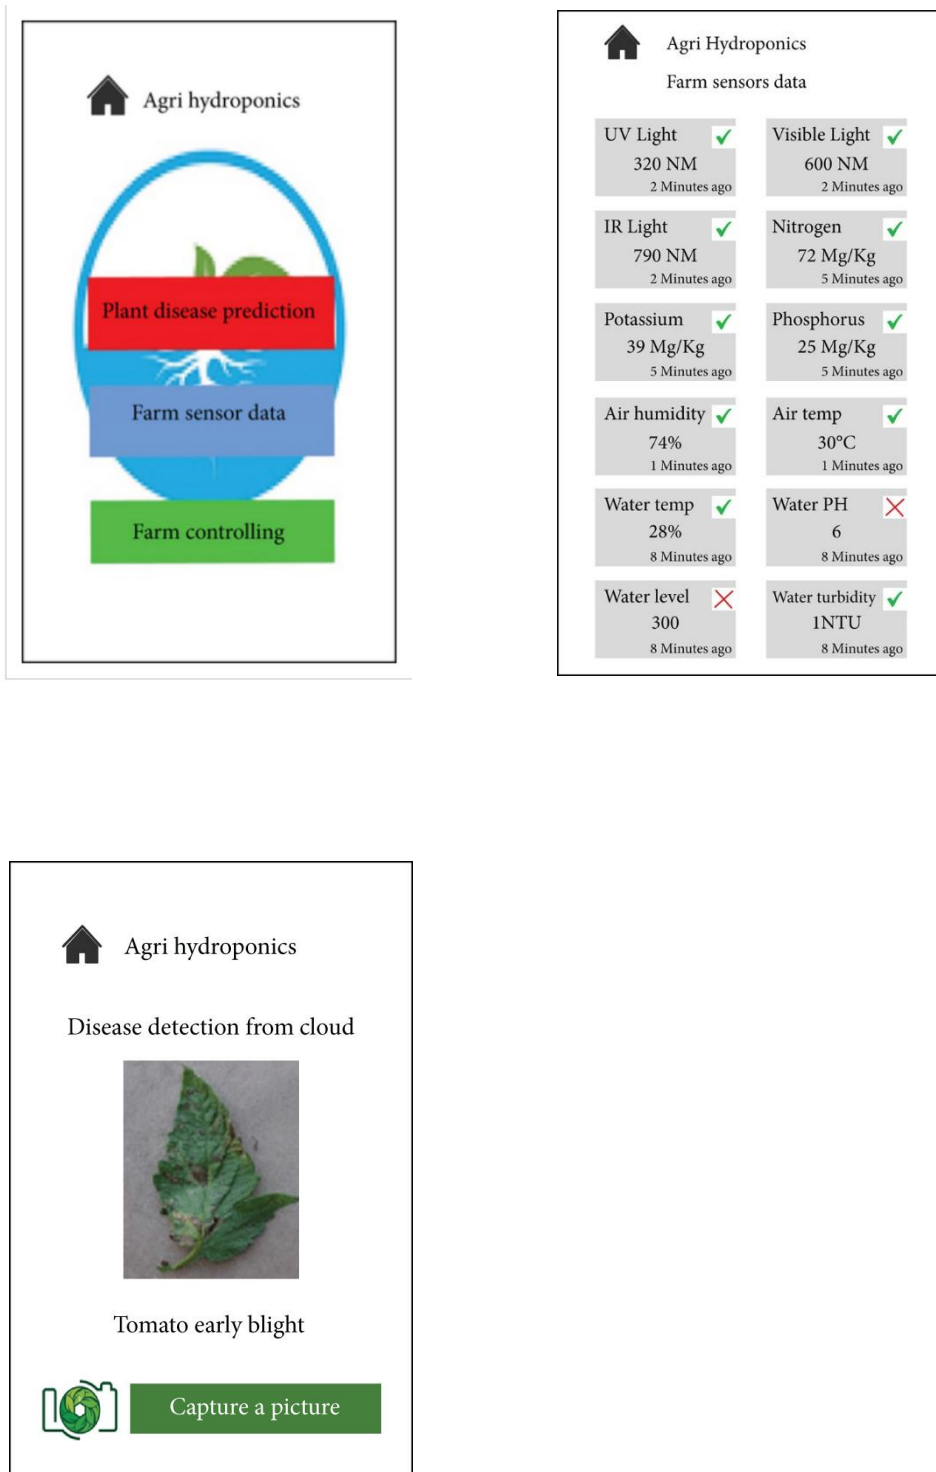 Agri hydroponics
Plant disease prediction
Farm sensor data
Farm controlling
Agri Hydroponics
Farm sensors data
UV Light
320 NM
2 Minutes ago
Visible Light
600 NM
2 Minutes ago
IR Light
790 NM
2 Minutes ago
Nitrogen
72 Mg/Kg
5 Minutes ago
Potassium
39 Mg/Kg
5 Minutes ago
Phosphorus
25 Mg/Kg
5 Minutes ago
Air humidity
74%
1 Minutes ago
Air temp
30°C
1 Minutes ago
Water temp
28%
8 Minutes ago
Water PH
6
8 Minutes ago
Water level
300
8 Minutes ago
Water turbidity
1NTU
8 Minutes ago
Agri hydroponics
Disease detection from cloud
Tomato early blight
Capture a picture